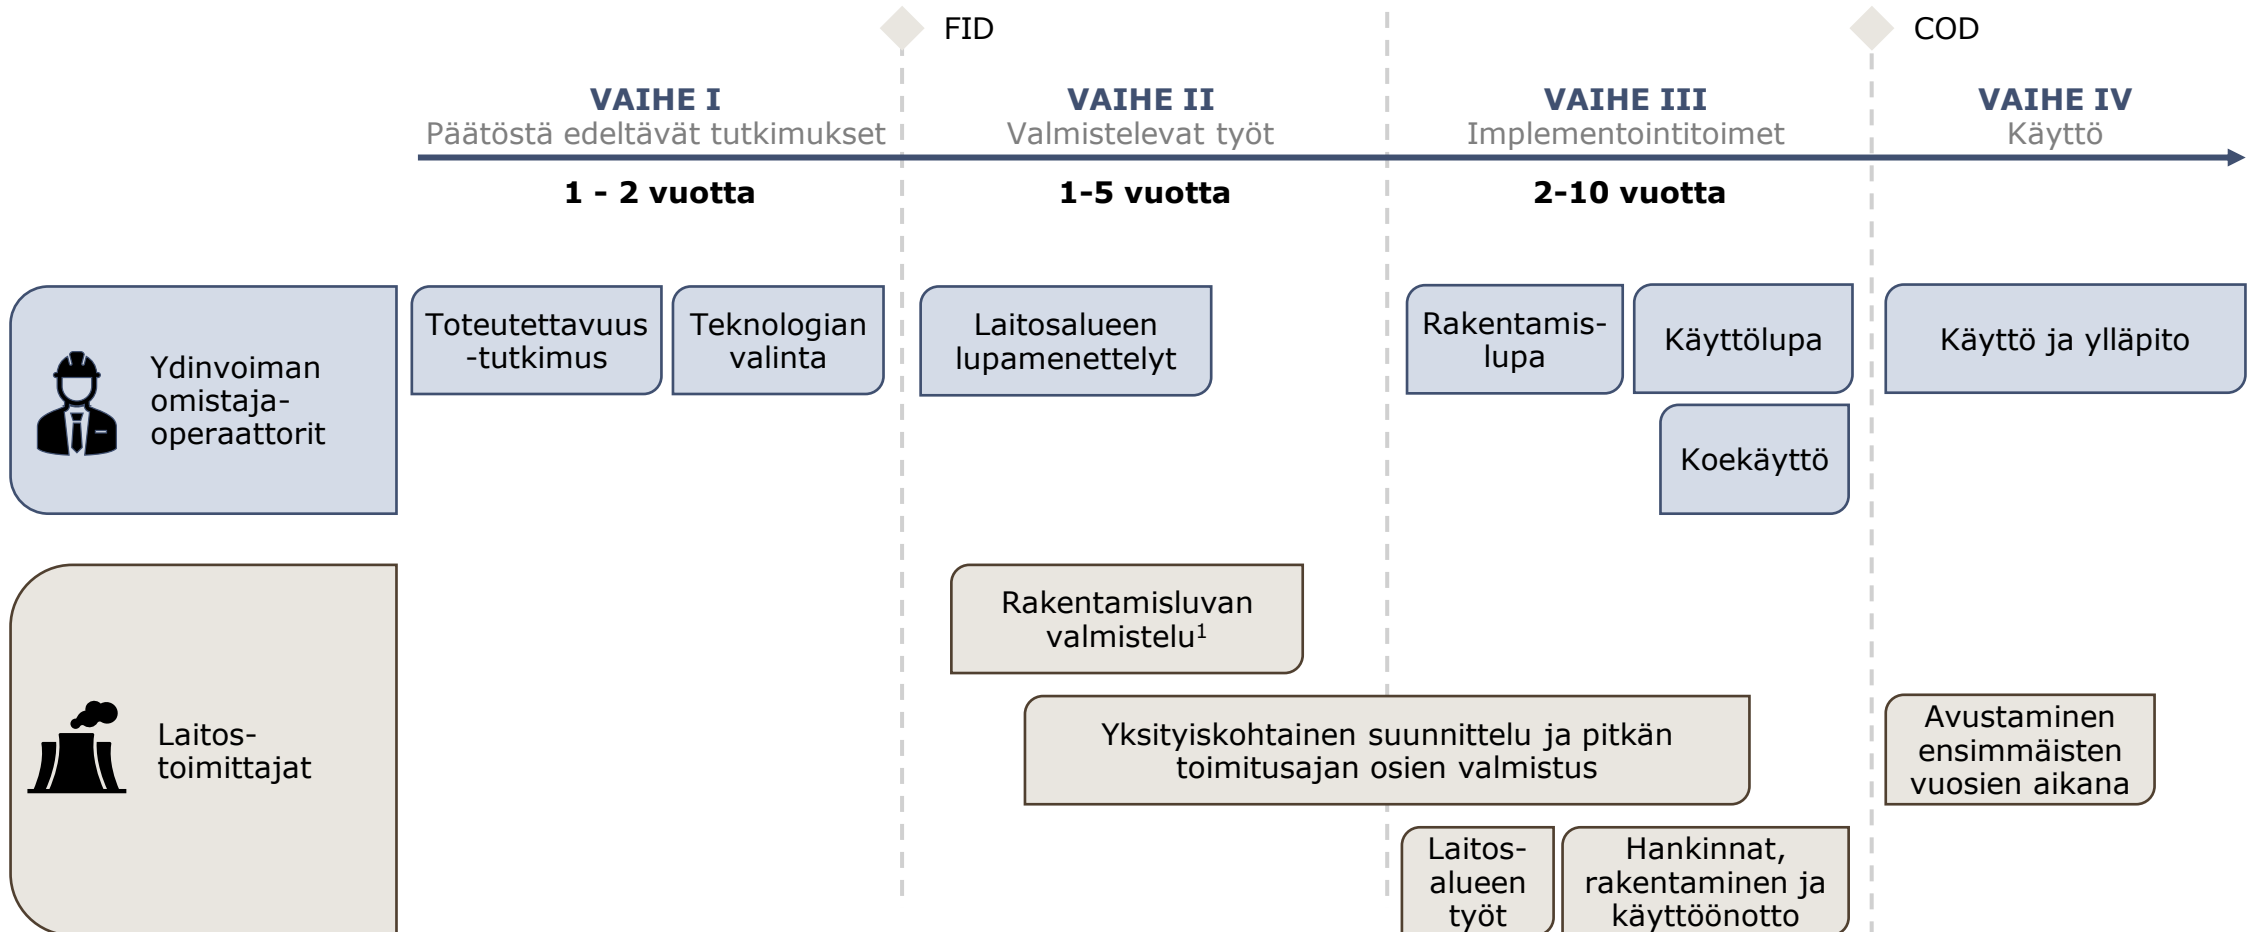 FID
COD
VAIHE I
Päätöstä edeltävät tutkimukset
VAIHE II
Valmistelevat työt
VAIHE III
Implementointitoimet
VAIHE IV
Käyttö
1 - 2 vuotta
1-5 vuotta
2-10 vuotta
Ydinvoiman
omistaja-
operaattorit
Toteutettavuus
-tutkimus
Teknologian
valinta
Laitosalueen
lupamenettelyt
Rakentamis-
lupa
Käyttölupa
Käyttö ja ylläpito
Koekäyttö
Laitos-
toimittajat
Rakentamisluvan
valmistelu¹
Yksityiskohtainen suunnittelu ja pitkän
toimitusajan osien valmistus
Avustaminen
ensimmäisten
vuosien aikana
Laitos-
alueen
työt
Hankinnat,
rakentaminen ja
käyttöönotto